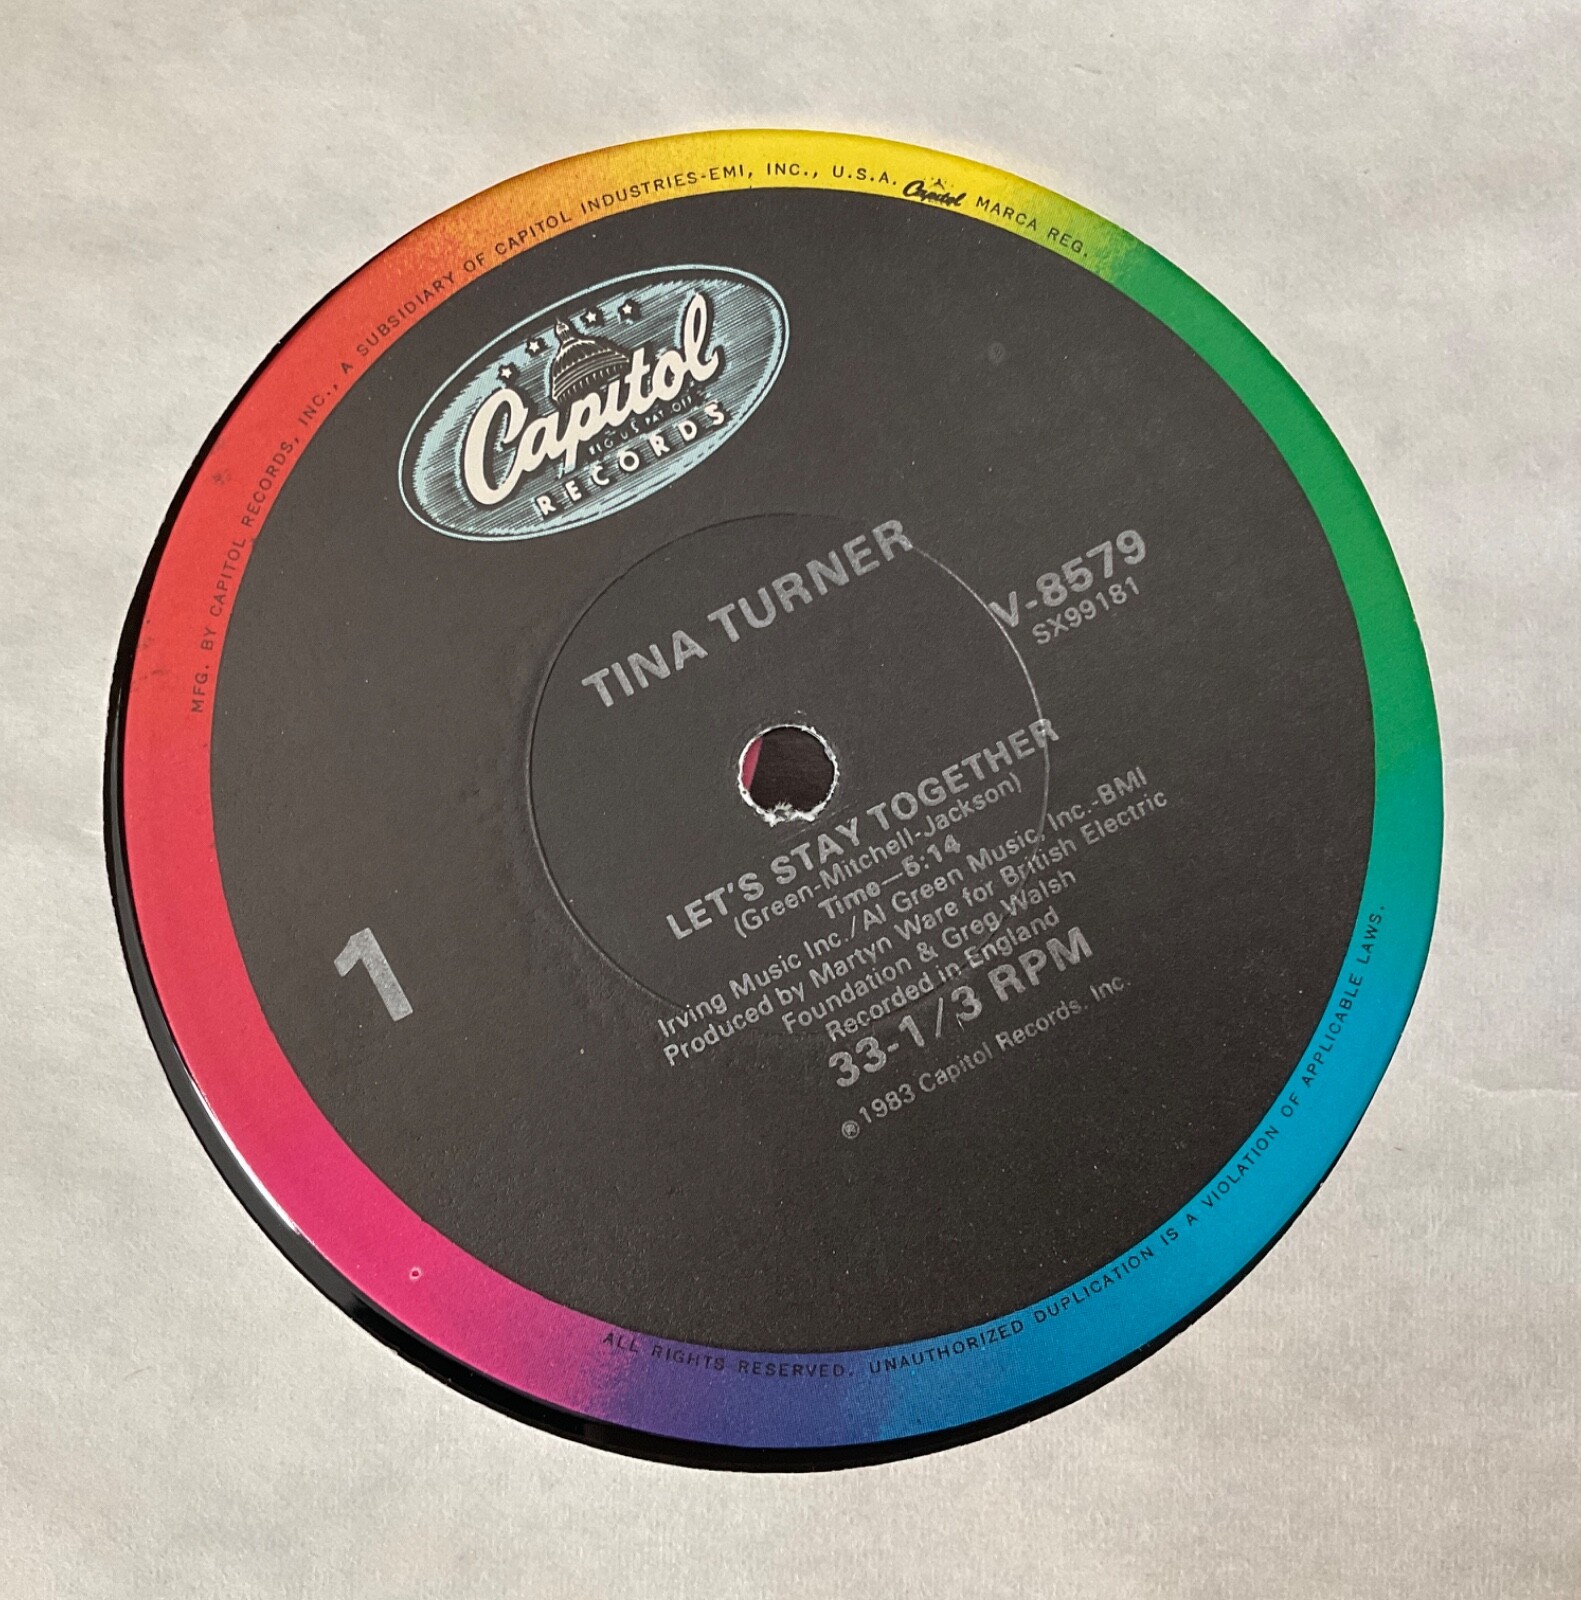 MFG. BY CAPITOL RECORDS, INC., A SUBSIDIARY OF CAPITOL INDUSTRIES-EMI, INC., U.S.A. Capitol MARCA REG.
Capitol
REG. U.S. PAT. OFF.
RECORDS
TINA TURNER
V-8579
SX99181
1
LET'S STAY TOGETHER
(Green-Mitchell-Jackson)
Time—5:14
Irving Music Inc./Al Green Music, Inc.-BMI
Produced by Martyn Ware for British Electric
Foundation & Greg Walsh
Recorded in England
33-1/3 RPM
℗1983 Capitol Records, Inc.
ALL RIGHTS RESERVED. UNAUTHORIZED DUPLICATION IS A VIOLATION OF APPLICABLE LAWS.